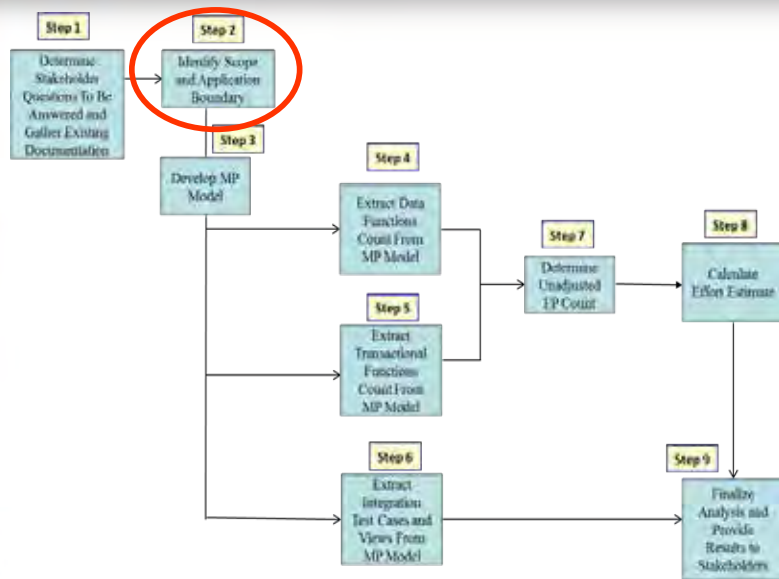 Step 1
Determine
Stakeholder
Questions To Be
Answered and
Gather Existing
Documentation
Step 2
Identify Scope
and Application
Boundary
Step 3
Develop MP
Model
Step 4
Extract Data
Functions
Count From
MP Model
Step 5
Extract
Transactional
Functions
Count From
MP Model
Step 6
Extract
Integration
Test Cases and
Views From
MP Model
Step 7
Determine
Unadjusted
FP Count
Step 8
Calculate
Effort Estimate
Step 9
Finalize
Analysis and
Provide
Results to
Stakeholders